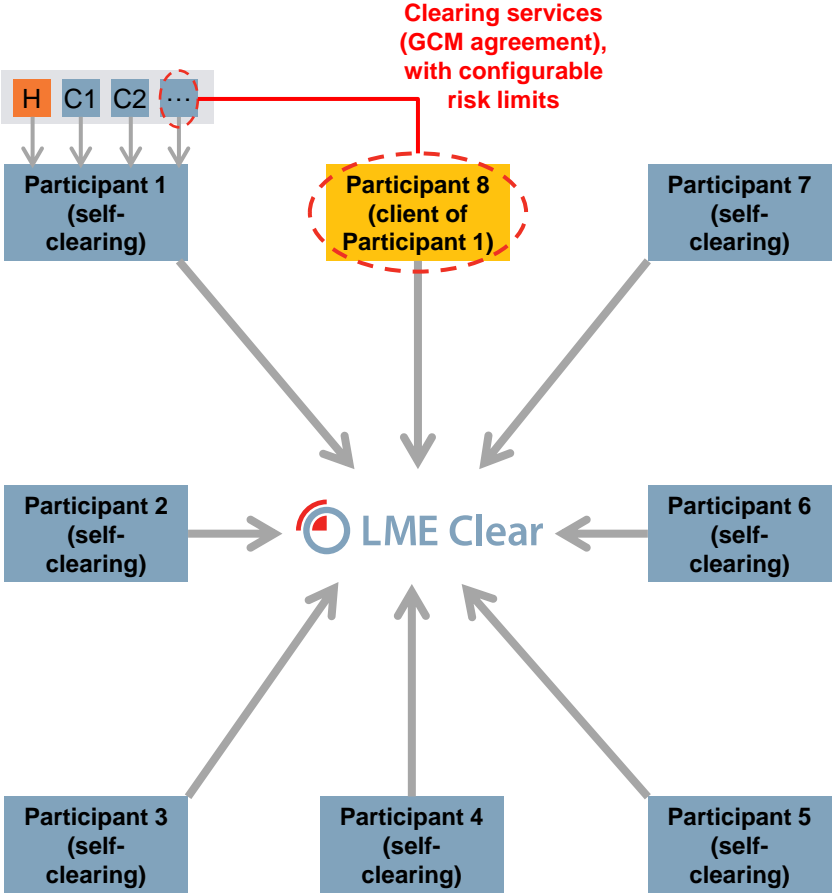 Clearing services
(GCM agreement),
with configurable
risk limits
H C1 C2 ...
Participant 1
(self-
clearing)
Participant 8
(client of
Participant 1)
Participant 7
(self-
clearing)
Participant 2
(self-
clearing)
LME Clear
Participant 6
(self-
clearing)
Participant 3
(self-
clearing)
Participant 4
(self-
clearing)
Participant 5
(self-
clearing)